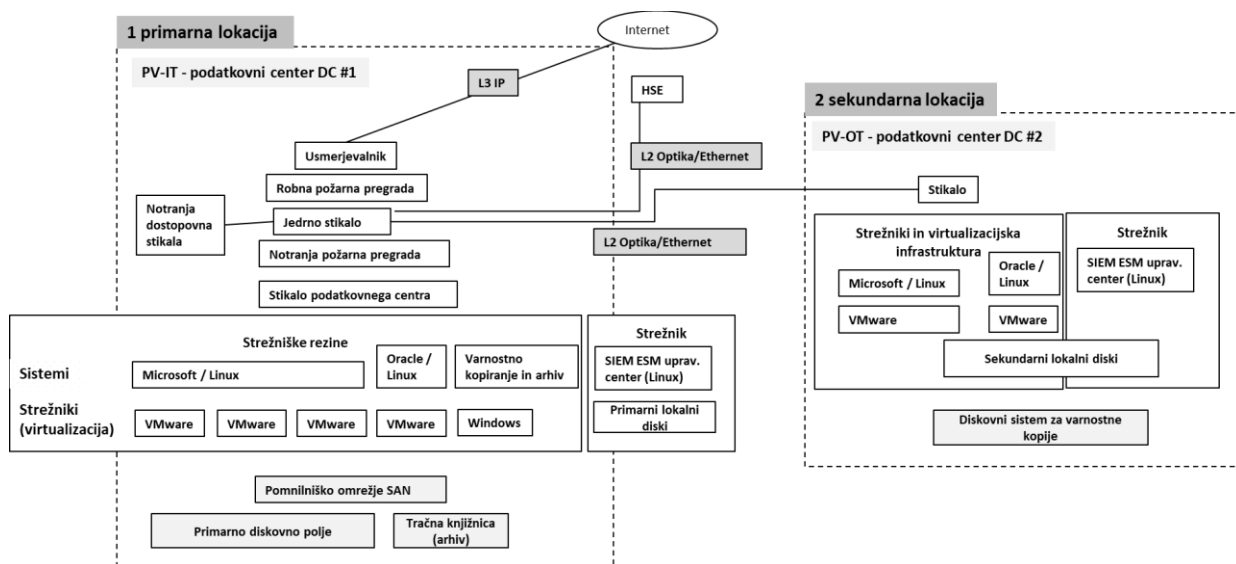 Internet
1 primarna lokacija
PV-IT - podatkovni center DC #1
L3 IP
HSE
2 sekundarna lokacija
PV-OT - podatkovni center DC #2
Usmerjevalnik
L2 Optika/Ethernet
Robna požarna pregrada
Stikalo
Notranja
dostopovna
stikala
Jedrno stikalo
Notranja požarna pregrada
L2 Optika/Ethernet
Stikalo podatkovnega centra
Strežniki in virtualizacijska
infrastruktura
Microsoft / Linux
Oracle /
Linux
VMware
VMware
Strežnik
SIEM ESM uprav.
center (Linux)
Sekundarni lokalni diski
Diskovni sistem za varnostne
kopije
Strežniške rezine
Sistemi
Microsoft / Linux
Oracle /
Linux
Varnostno
kopiranje in arhiv
Strežniki
(virtualizacija)
VMware
VMware
VMware
VMware
Windows
Strežnik
SIEM ESM uprav.
center (Linux)
Primarni lokalni
diski
Pomnilniško omrežje SAN
Primarno diskovno polje
Tračna knjižnica
(arhiv)